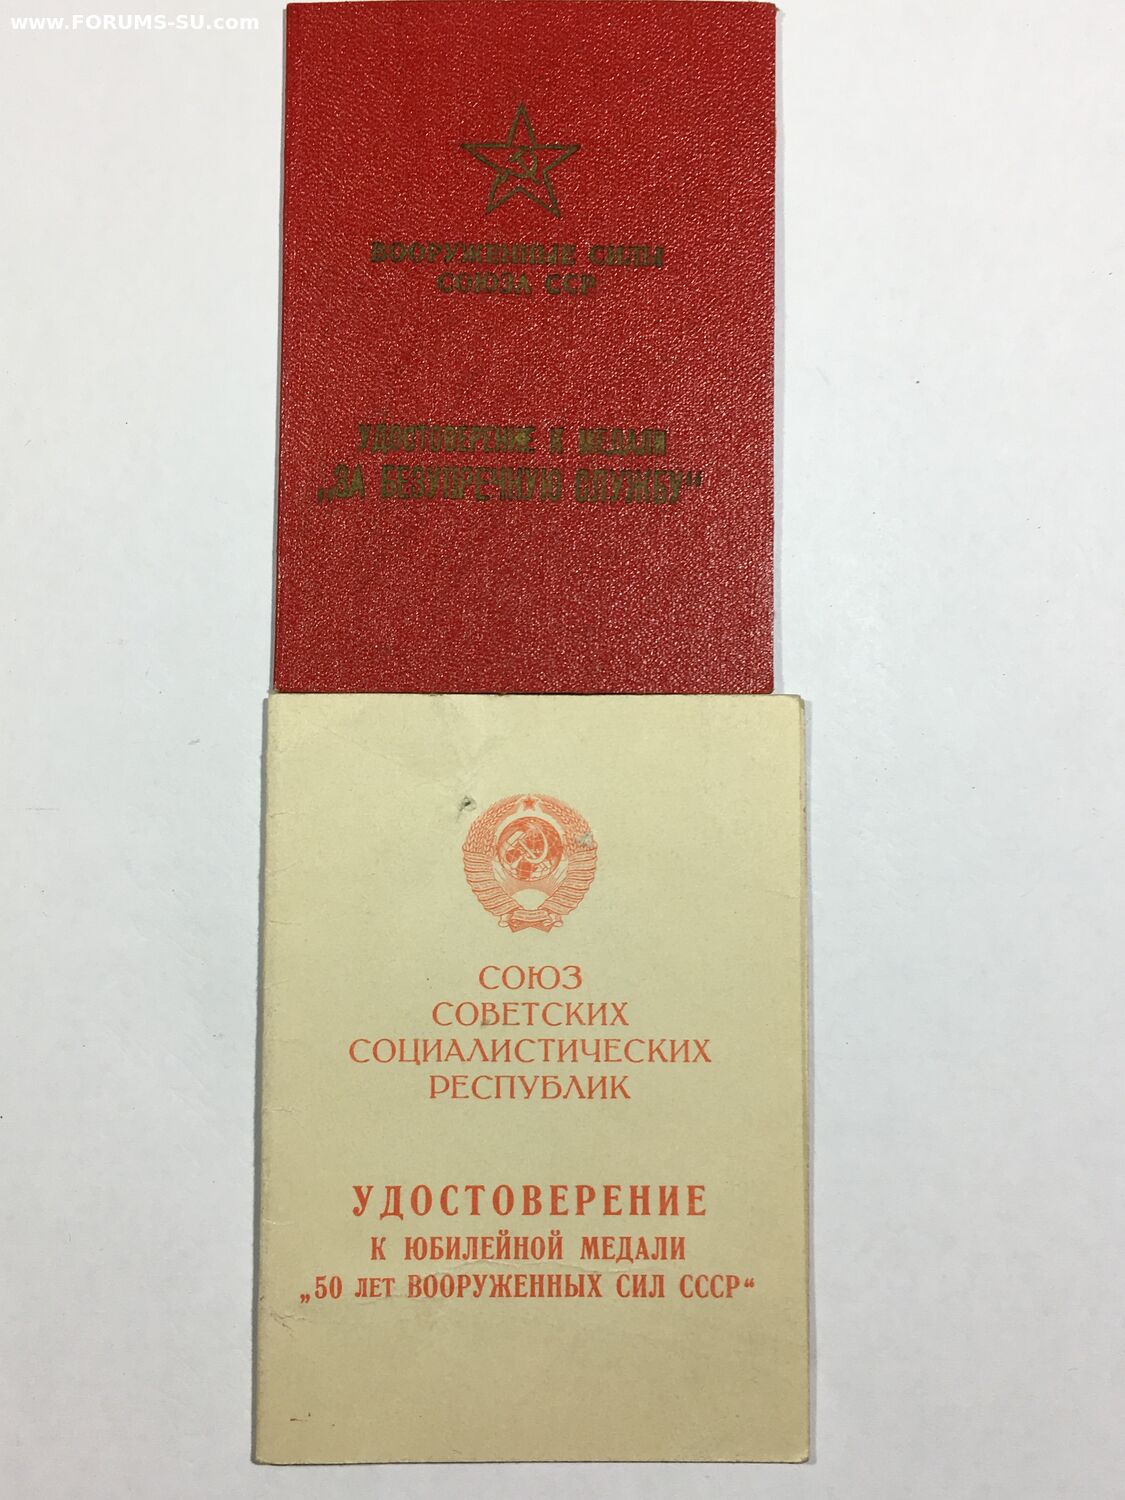 www.FORUMS-SU.com
ВООРУЖЕННЫЕ СИЛЫ
СОЮЗА ССР
УДОСТОВЕРЕНИЕ К МЕДАЛИ
„ЗА БЕЗУПРЕЧНУЮ СЛУЖБУ“
СОЮЗ
СОВЕТСКИХ
СОЦИАЛИСТИЧЕСКИХ
РЕСПУБЛИК
УДОСТОВЕРЕНИЕ
К ЮБИЛЕЙНОЙ МЕДАЛИ
„50 ЛЕТ ВООРУЖЕННЫХ СИЛ СССР“